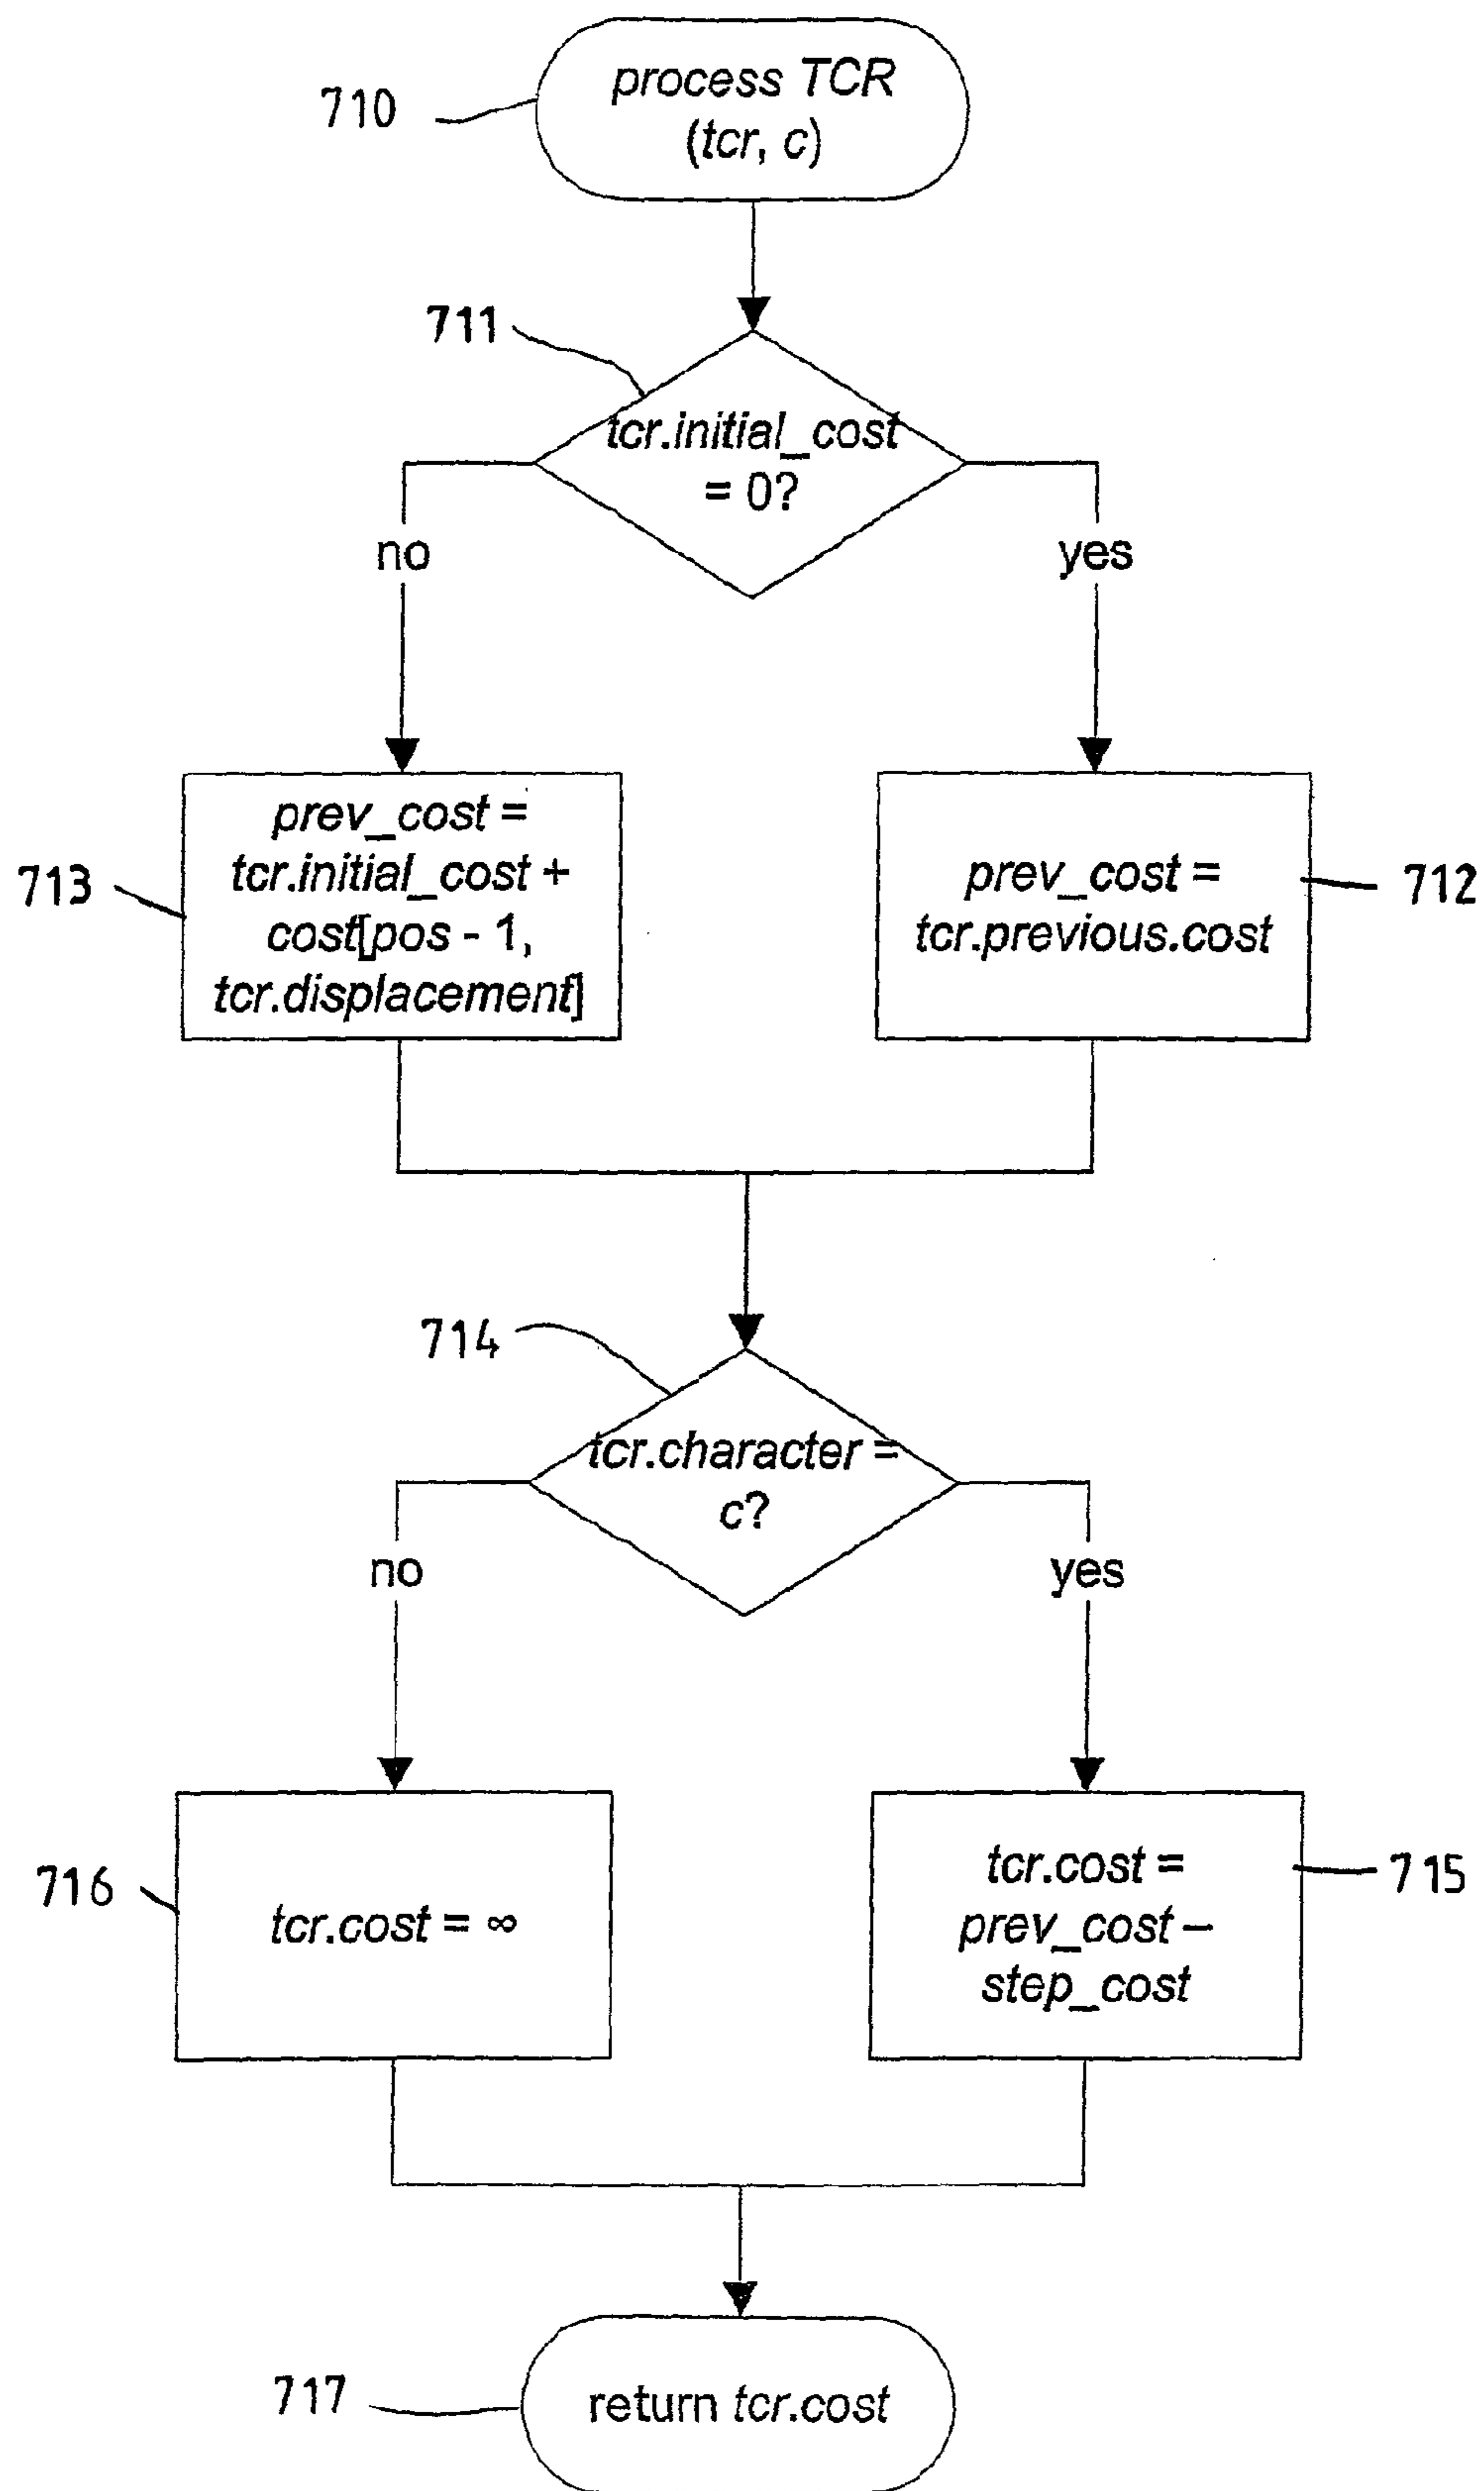 710
process TCR
(tcr, c)
711
tcr.initial_cost
= 0?
no
yes
713
prev_cost =
tcr.initial_cost +
cost[pos - 1,
tcr.displacement]
prev_cost =
tcr.previous.cost
712
714
tcr.character =
c?
no
yes
716
tcr.cost = ∞
tcr.cost =
prev_cost –
step_cost
715
717
return tcr.cost